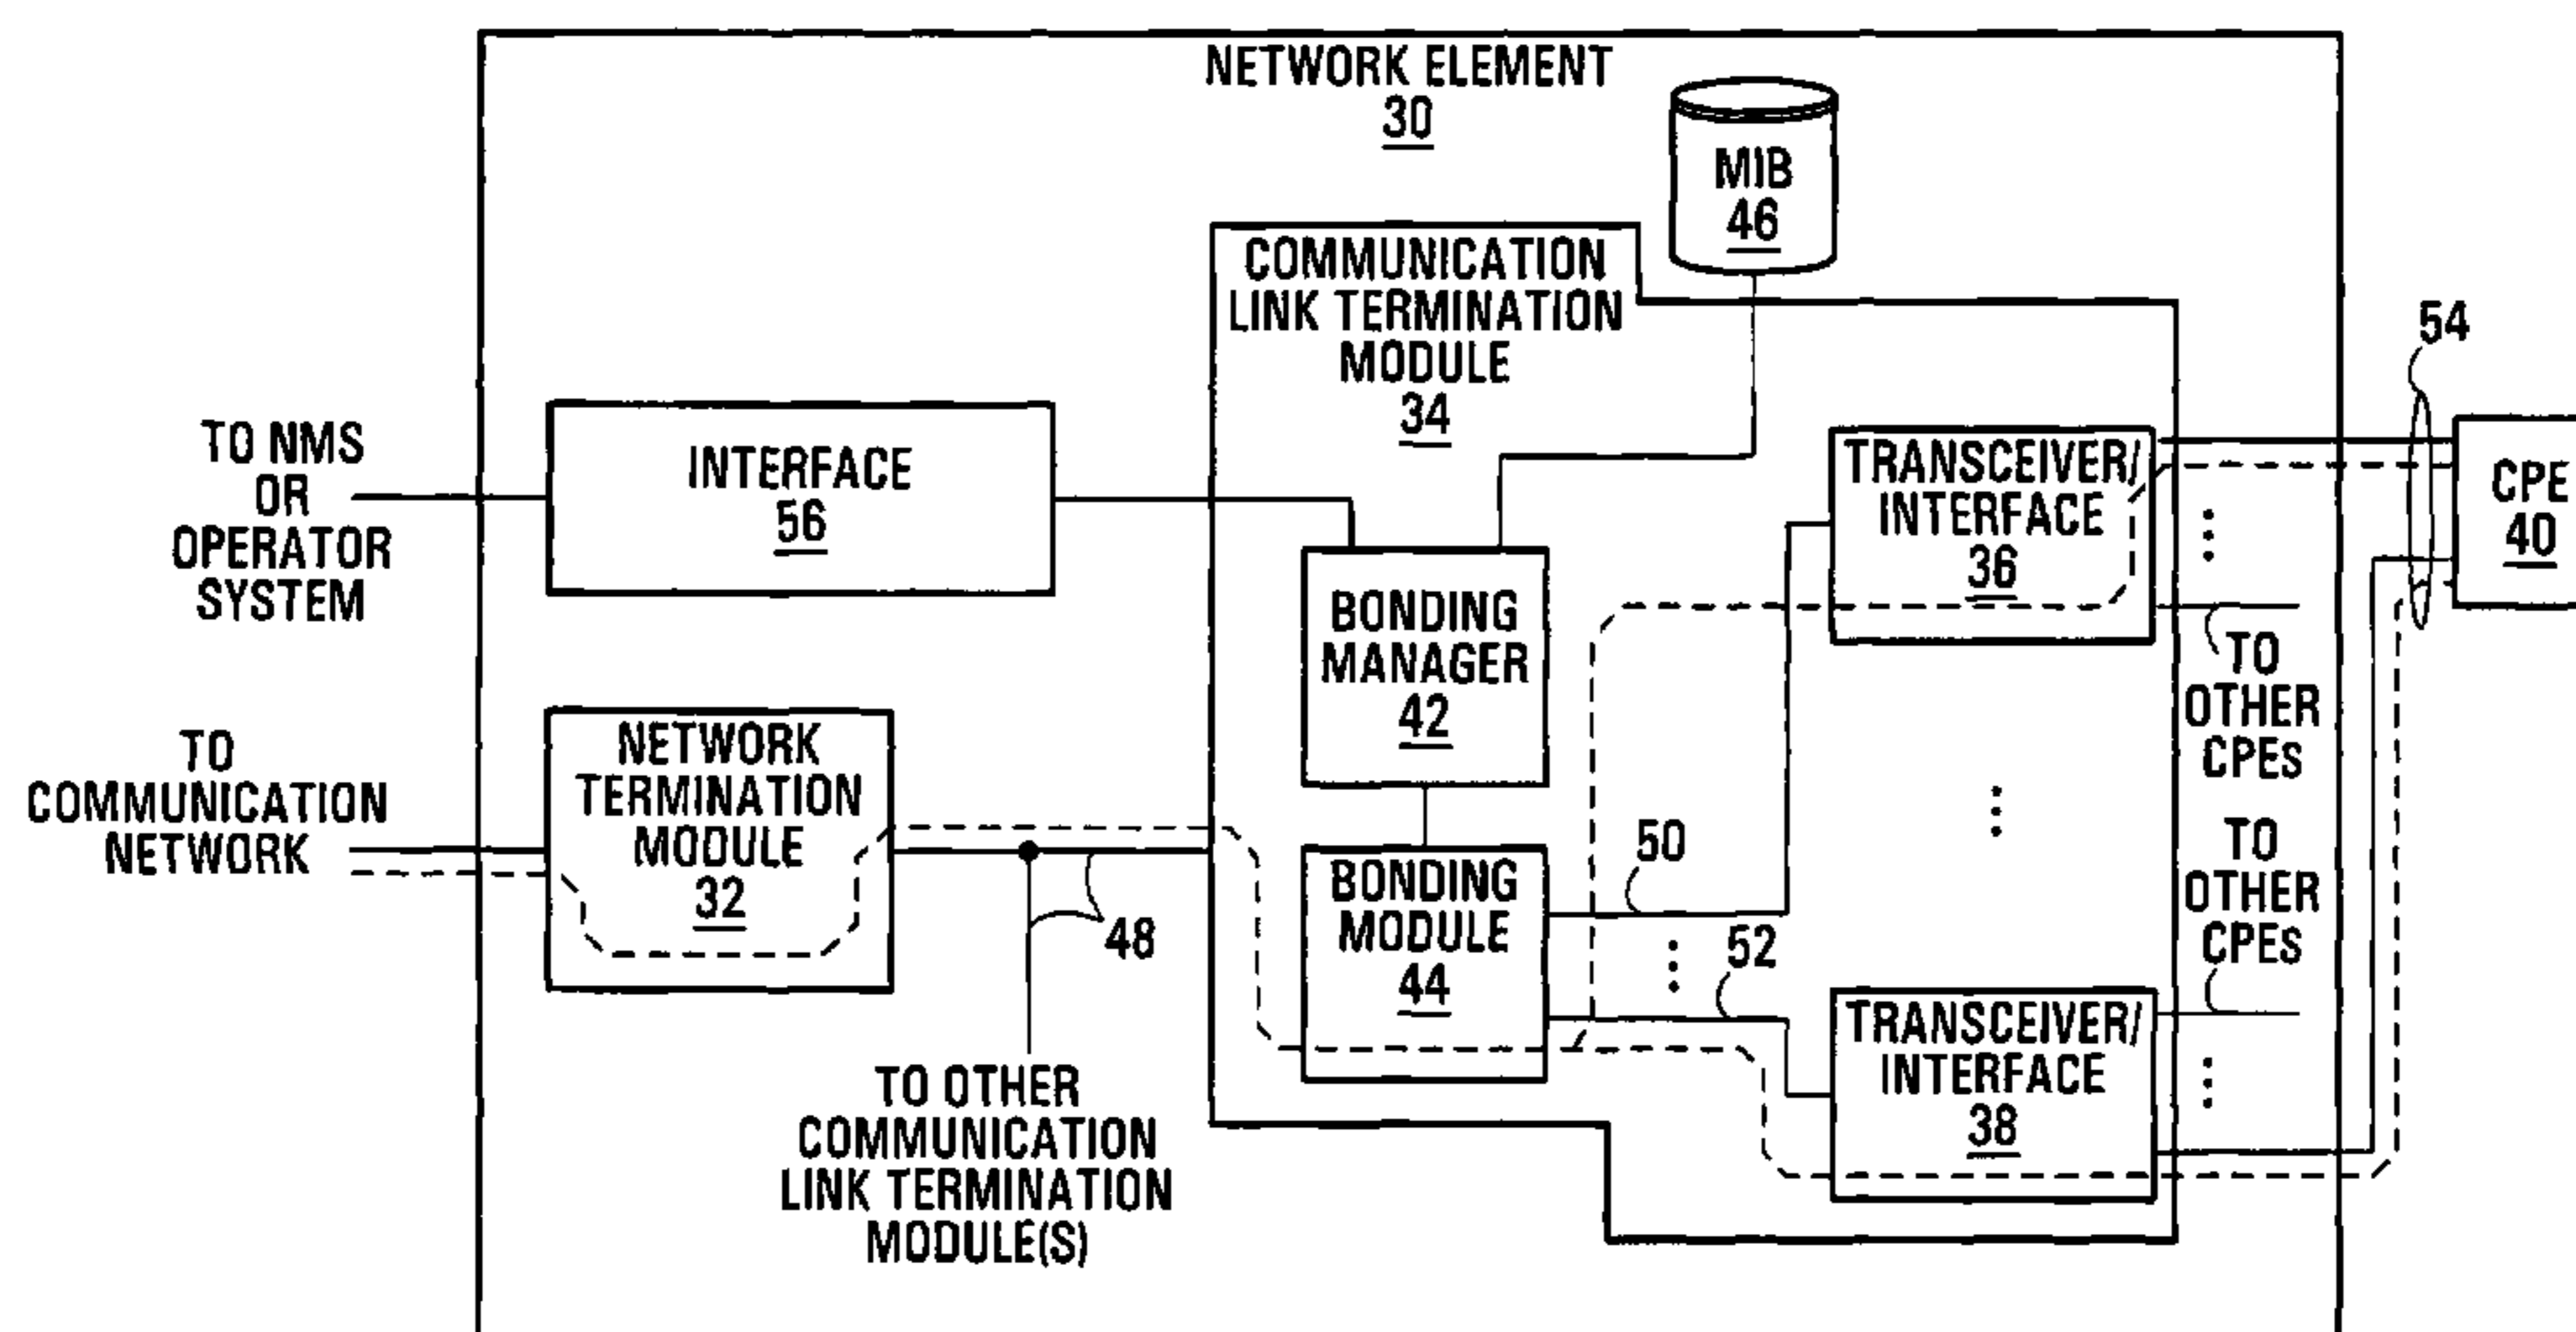 NETWORK ELEMENT
30
MIB
46
COMMUNICATION
LINK TERMINATION
MODULE
34
54
TO NMS
OR
OPERATOR
SYSTEM
INTERFACE
56
TRANSCEIVER/
INTERFACE
36
CPE
40
BONDING
MANAGER
42
TO
OTHER
CPEs
TO
COMMUNICATION
NETWORK
NETWORK
TERMINATION
MODULE
32
48
BONDING
MODULE
44
50
52
TO
OTHER
CPEs
TRANSCEIVER/
INTERFACE
38
TO OTHER
COMMUNICATION
LINK TERMINATION
MODULE(S)